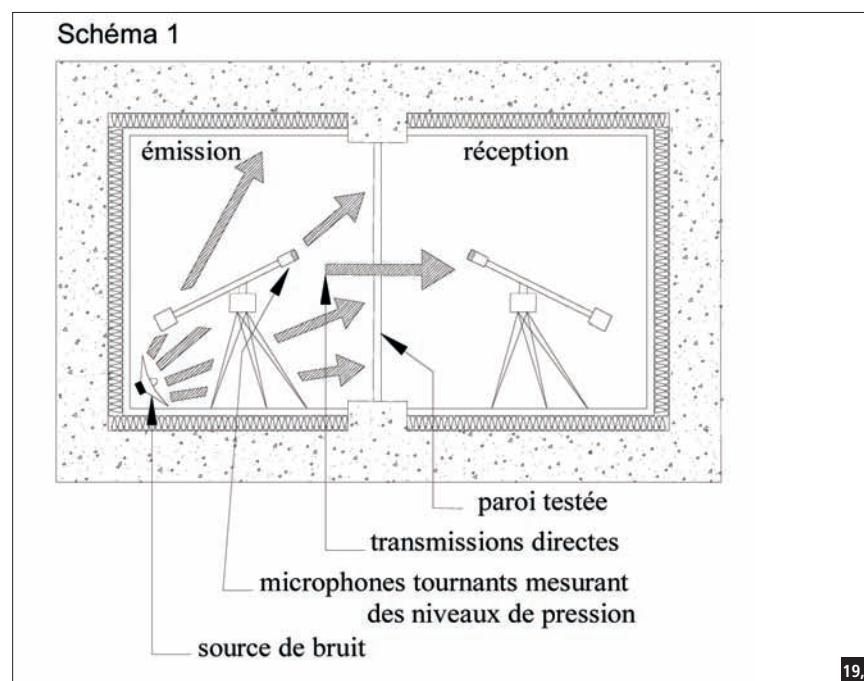 Schéma 1
émission
réception
paroi testée
transmissions directes
microphones tournants mesurant
des niveaux de pression
source de bruit
19,